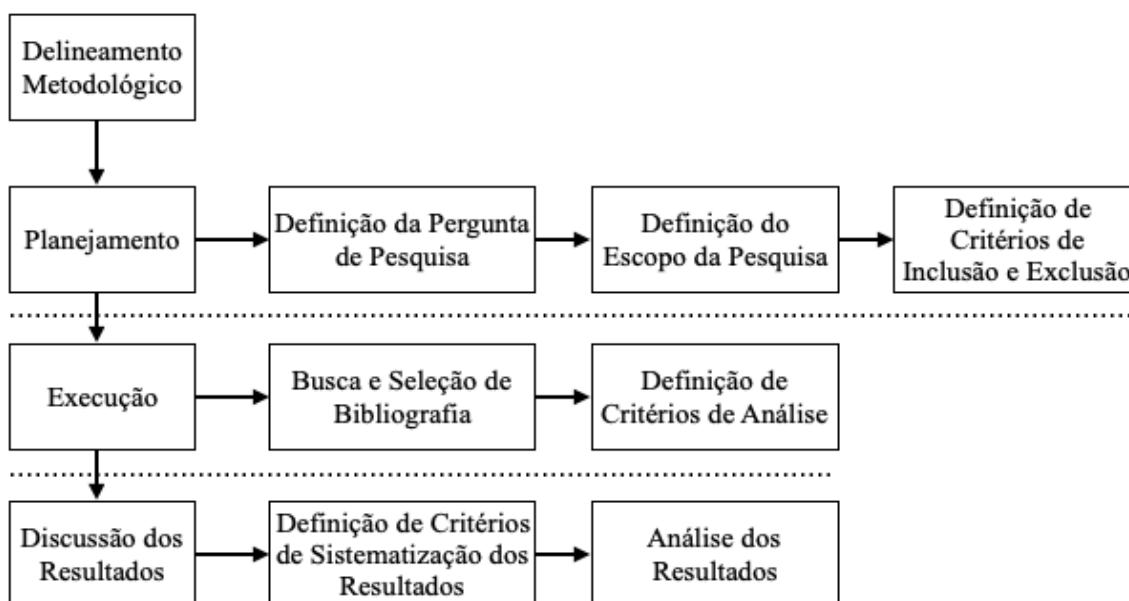 Delineamento
Metodológico
Planejamento
Definição da Pergunta
de Pesquisa
Definição do
Escopo da Pesquisa
Definição de
Critérios de
Inclusão e Exclusão
Execução
Busca e Seleção de
Bibliografia
Definição de
Critérios de Análise
Discussão dos
Resultados
Definição de Critérios
de Sistematização dos
Resultados
Análise dos
Resultados